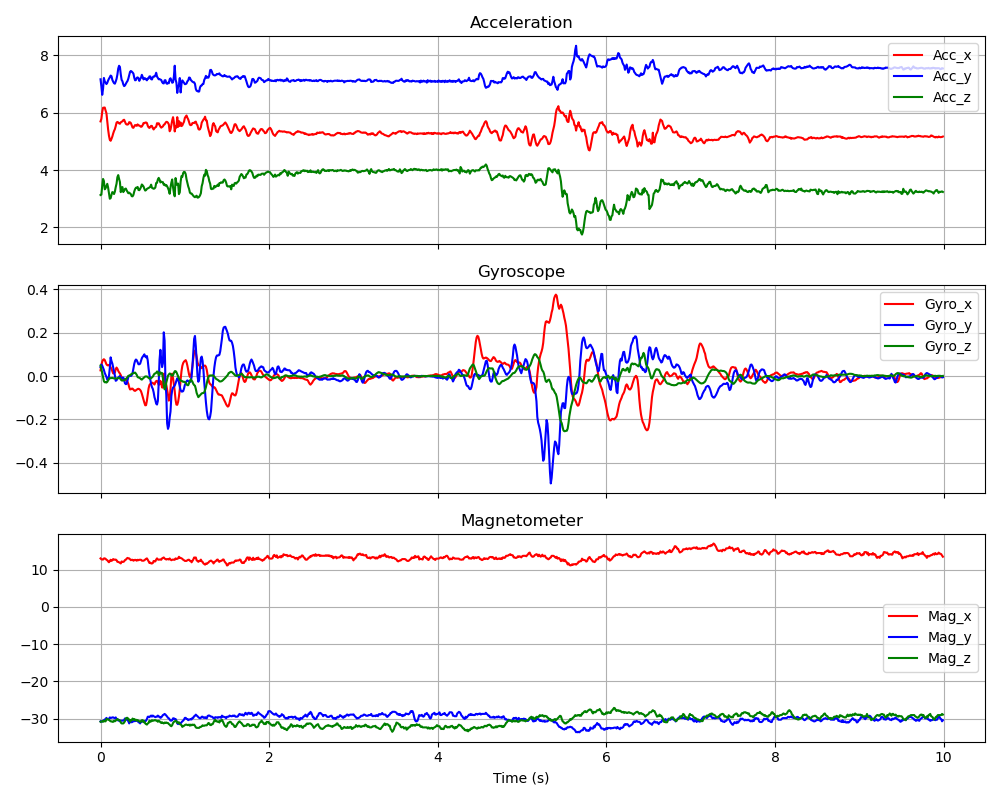 Acceleration
8
6
4
2
Acc_x
Acc_y
Acc_z
Gyroscope
0.4
0.2
0.0
−0.2
−0.4
Gyro_x
Gyro_y
Gyro_z
Magnetometer
10
0
−10
−20
−30
Mag_x
Mag_y
Mag_z
0 2 4 6 8 10
Time (s)